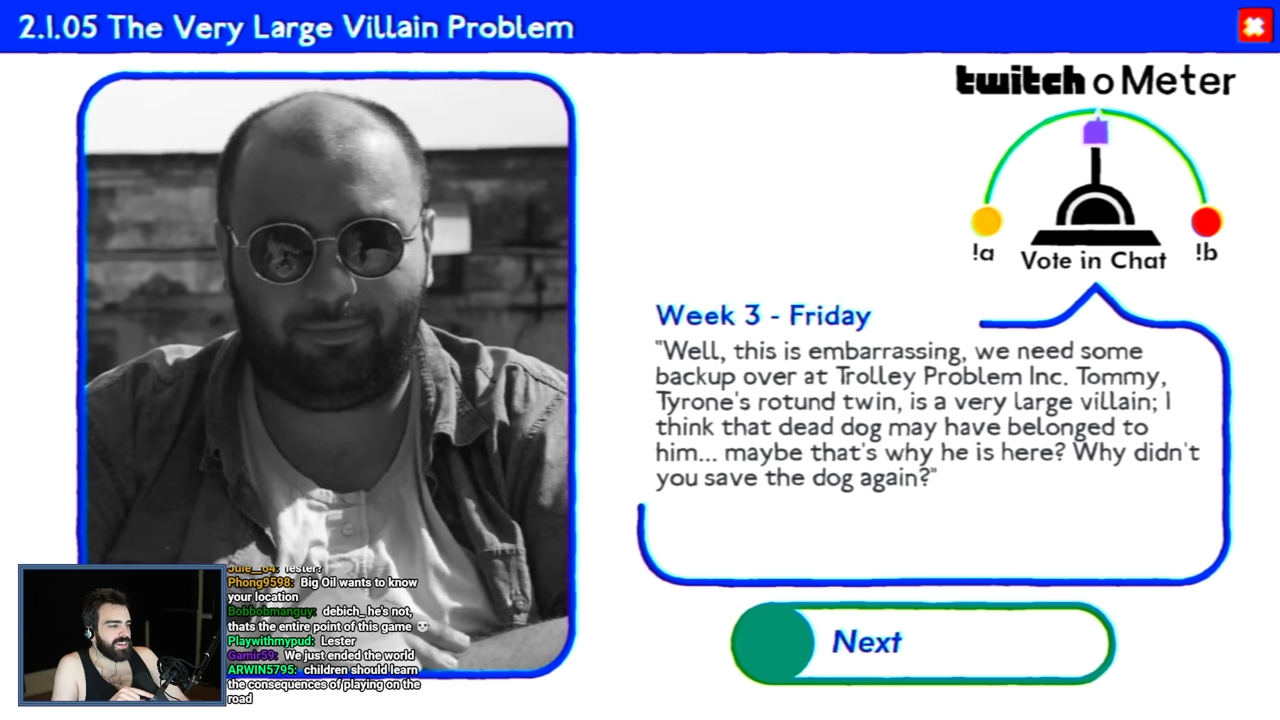 2.1.05 The Very Large Villain Problem
twitch o Meter
!a
Vote in Chat
!b
Week 3 - Friday
"Well, this is embarrassing, we need some
backup over at Trolley Problem Inc. Tommy,
Tyrone's rotund twin, is a very large villain; I
think that dead dog may have belonged to
him... maybe that's why he is here? Why didn't
you save the dog again?"
Next
lester?
Phong9598: Big Oil wants to know
your location
Bobbobmanguy: debich_ he's not,
thats the entire point of this game 💀
Playwithmypud: Lester
Gamir59: We just ended the world
ARWIN5795: children should learn
the consequences of playing on the
road